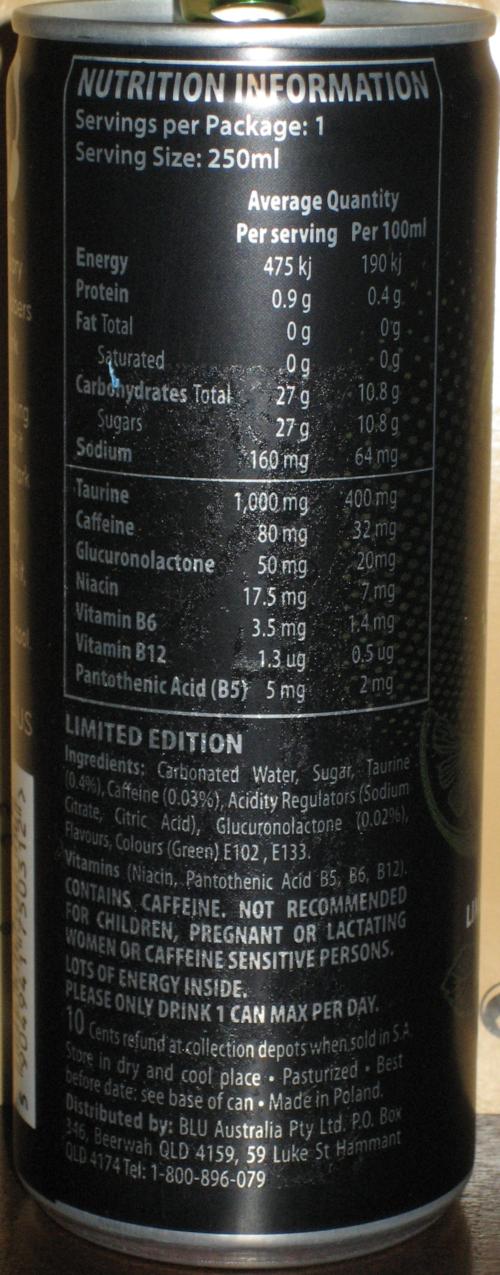 NUTRITION INFORMATION
Servings per Package: 1
Serving Size: 250ml
Average Quantity
Per serving Per 100ml
Energy 475 kj 190 kj
Protein 0.9 g 0.4 g
Fat Total 0 g 0 g
Saturated 0 g 0 g
Carbohydrates Total 27 g 10.8 g
Sugars 27 g 10.8 g
Sodium 160 mg 64 mg
Taurine 1,000 mg 400 mg
Caffeine 80 mg 32 mg
Glucuronolactone 50 mg 20mg
Niacin 17.5 mg 7 mg
Vitamin B6 3.5 mg 1.4 mg
Vitamin B12 1.3 ug 0.5 ug
Pantothenic Acid (B5) 5 mg 2 mg
LIMITED EDITION
Ingredients: Carbonated Water, Sugar, Taurine
(0.4%), Caffeine (0.03%), Acidity Regulators (Sodium
Citrate, Citric Acid), Glucuronolactone (0.02%),
Flavours, Colours (Green) E102 , E133.
Vitamins (Niacin, Pantothenic Acid B5, B6, B12).
CONTAINS CAFFEINE. NOT RECOMMENDED
FOR CHILDREN, PREGNANT OR LACTATING
WOMEN OR CAFFEINE SENSITIVE PERSONS.
LOTS OF ENERGY INSIDE.
PLEASE ONLY DRINK 1 CAN MAX PER DAY.
10 Cents refund at collection depots when sold in S.A
Store in dry and cool place • Pasturized • Best
before date: see base of can • Made in Poland.
Distributed by: BLU Australia Pty Ltd. P.O. Box
346, Beerwah QLD 4159, 59 Luke St Hammant
QLD 4174 Tel: 1-800-896-079